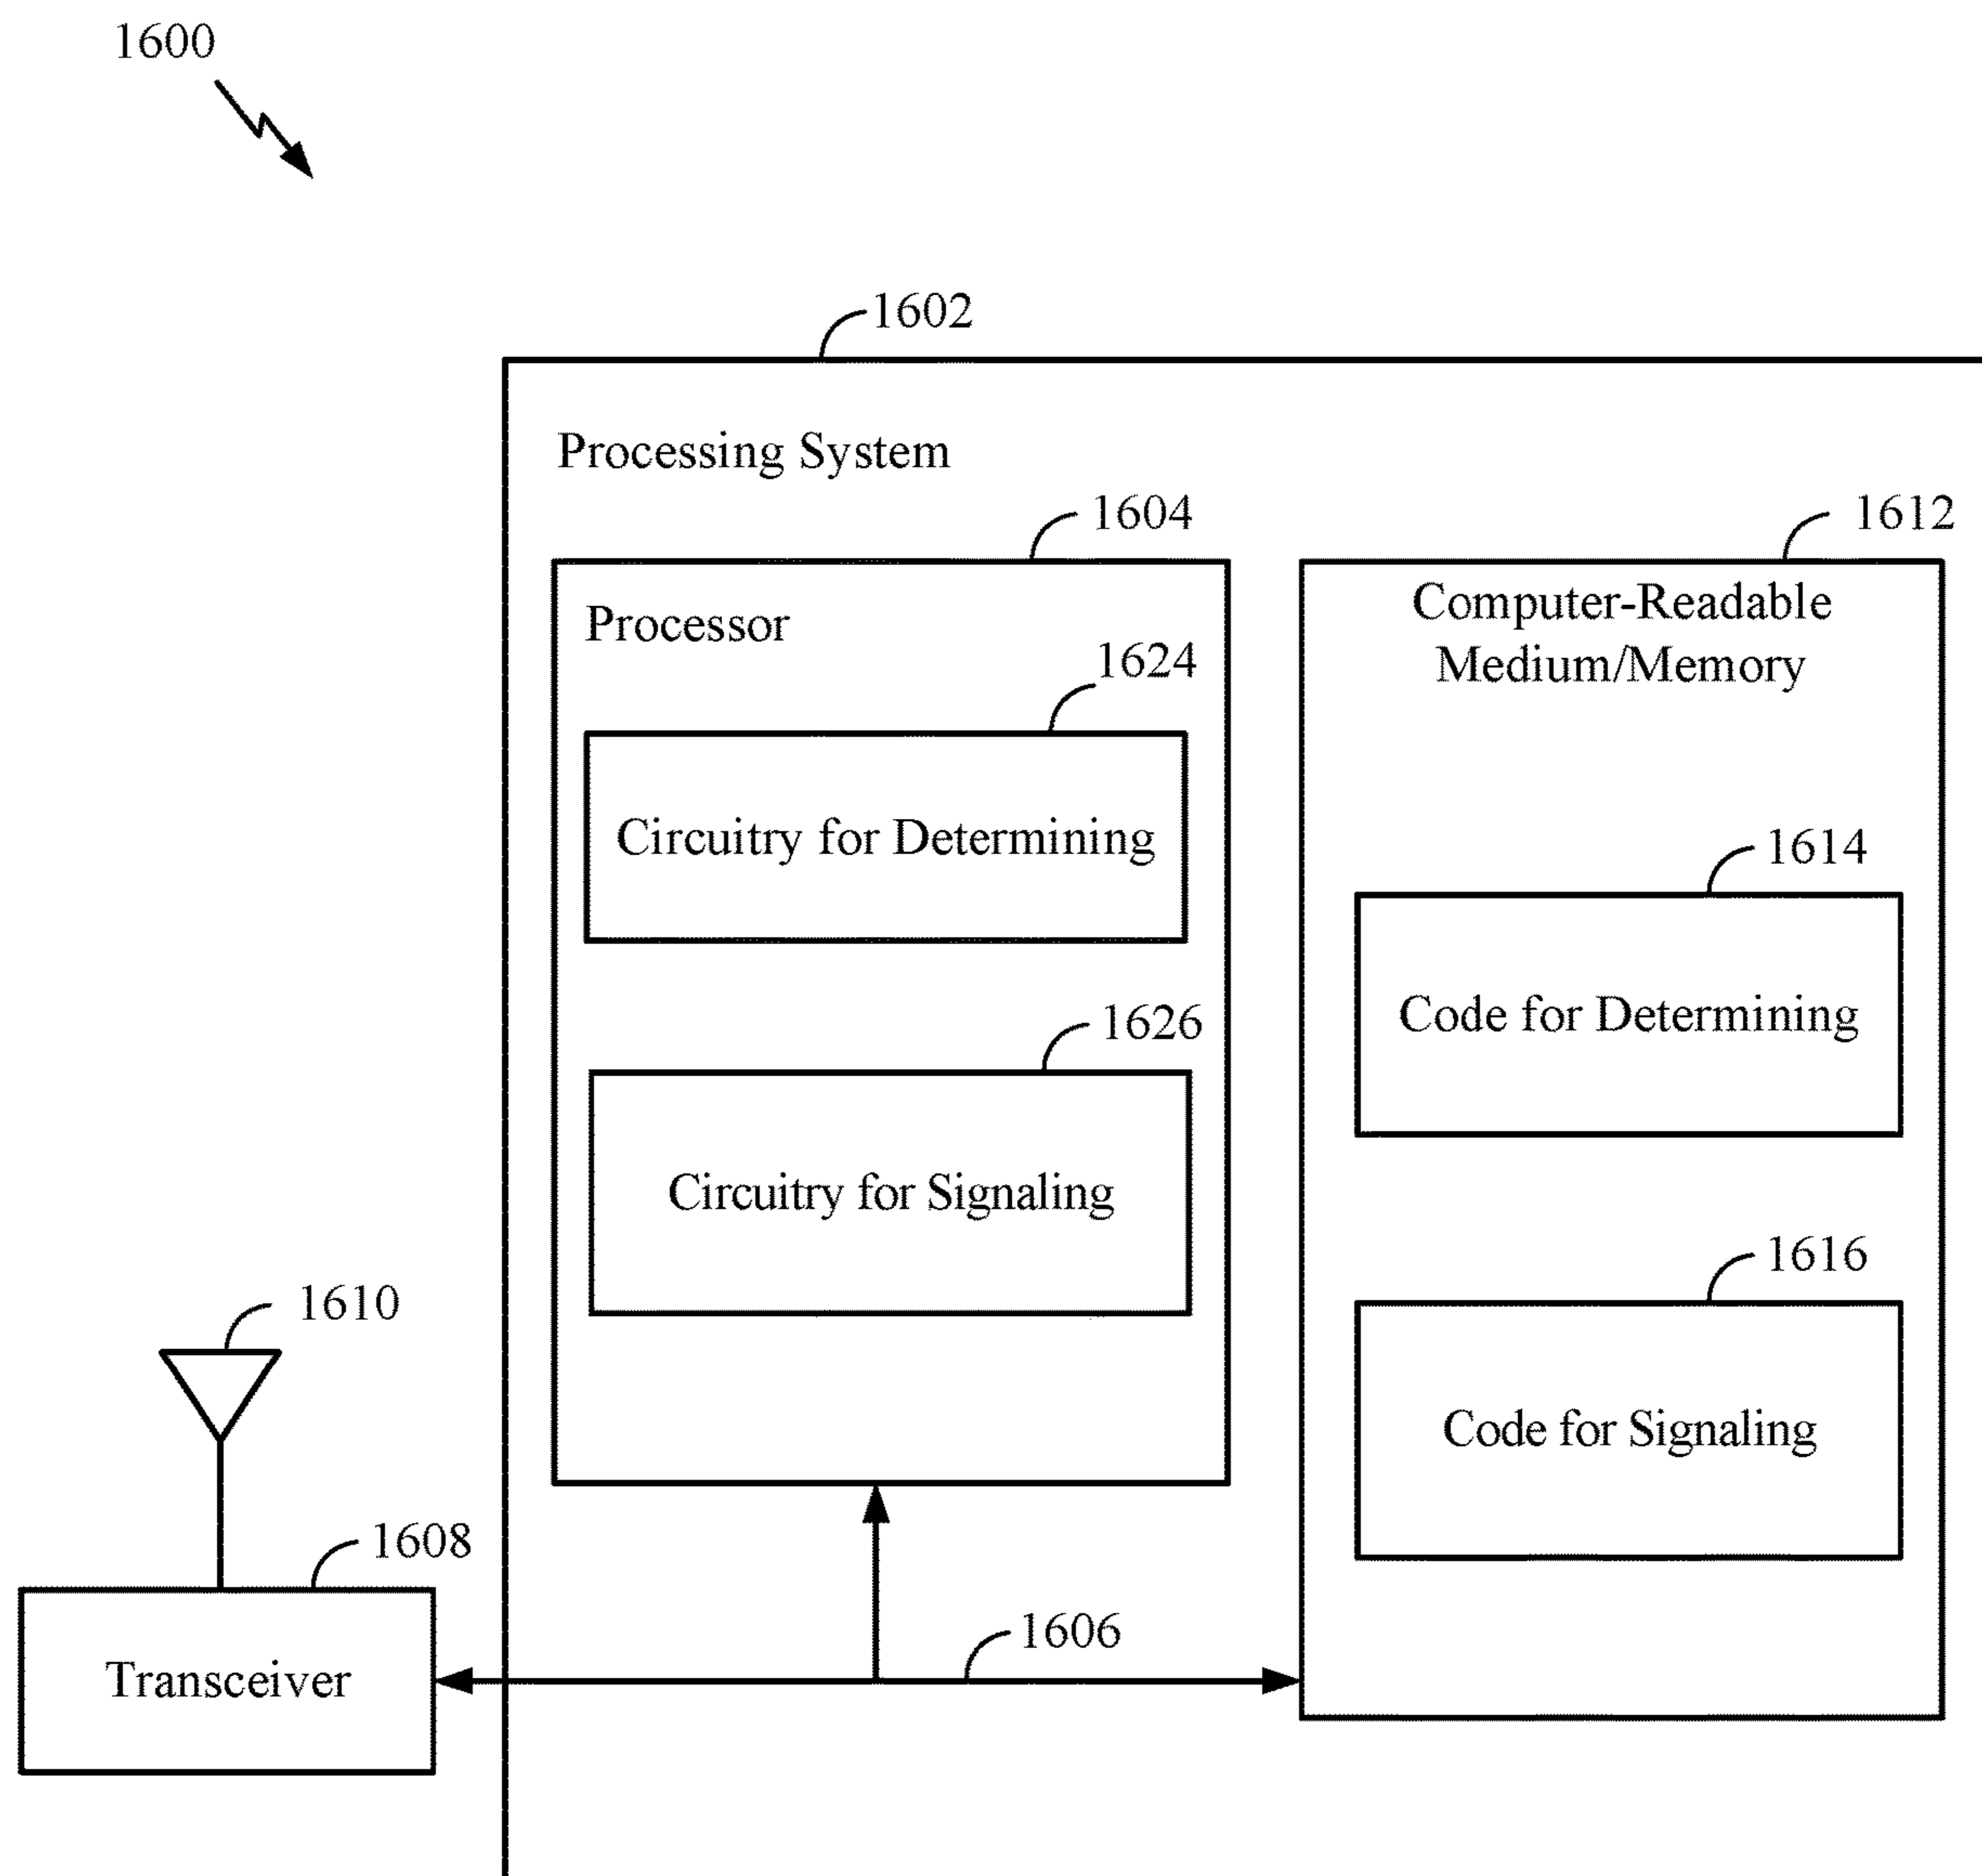 1600
1602
Processing System
1604
1612
Processor
Computer-Readable
Medium/Memory
1624
Circuitry for Determining
1614
Code for Determining
1626
Circuitry for Signaling
1616
Code for Signaling
1610
1608
Transceiver
1606